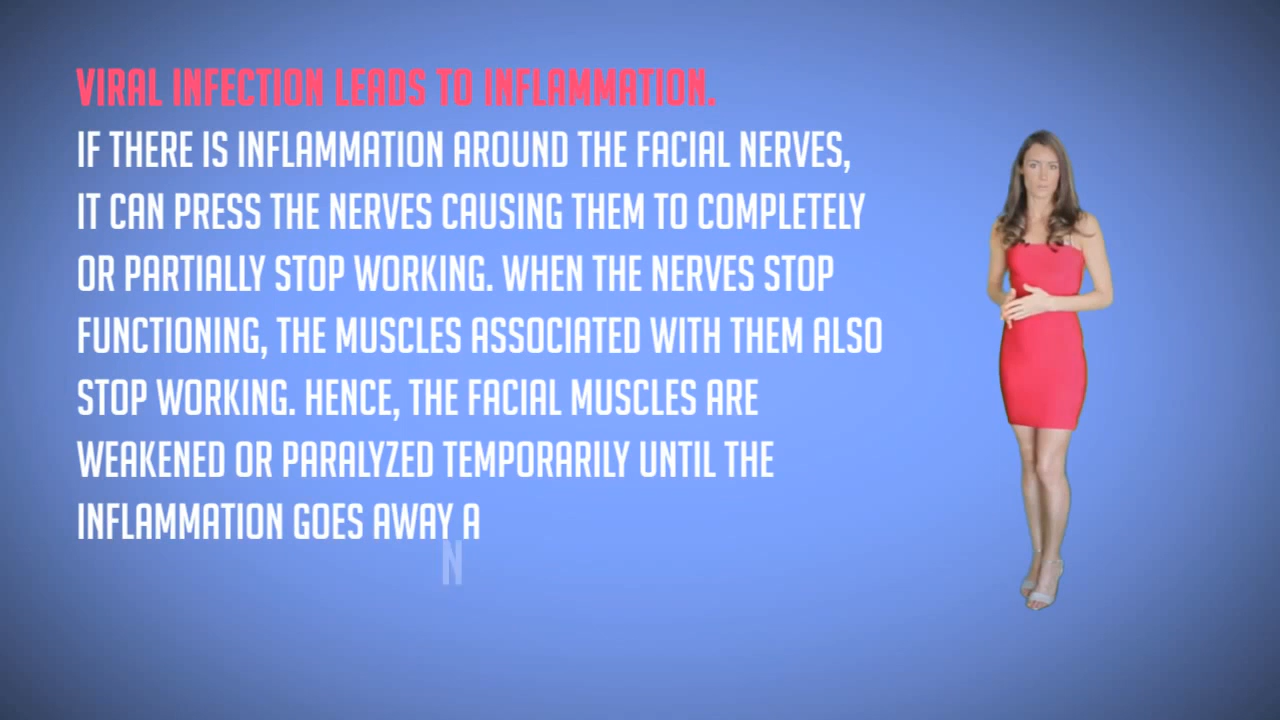 VIRAL INFECTION LEADS TO INFLAMMATION.
IF THERE IS INFLAMMATION AROUND THE FACIAL NERVES,
IT CAN PRESS THE NERVES CAUSING THEM TO COMPLETELY
OR PARTIALLY STOP WORKING. WHEN THE NERVES STOP
FUNCTIONING, THE MUSCLES ASSOCIATED WITH THEM ALSO
STOP WORKING. HENCE, THE FACIAL MUSCLES ARE
WEAKENED OR PARALYZED TEMPORARILY UNTIL THE
INFLAMMATION GOES AWAY A
N